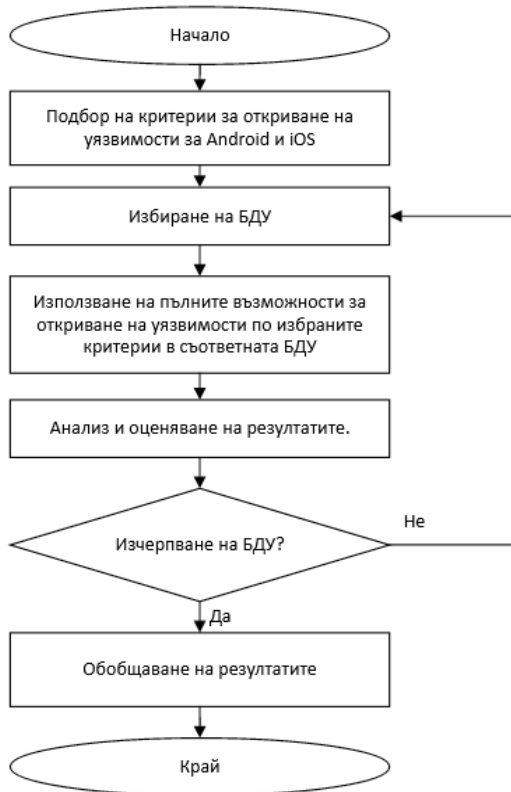 Начало
Подбор на критерии за откриване на
уязвимости за Android и iOS
Избиране на БДУ
Използване на пълните възможности за
откриване на уязвимости по избраните
критерии в съответната БДУ
Анализ и оценяване на резултатите.
Изчерпване на БДУ?
Не
Да
Обобщаване на резултатите
Край